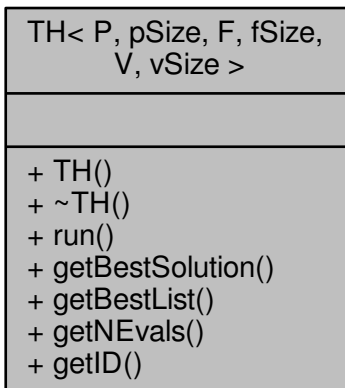 TH< P, pSize, F, fSize,
V, vSize >
+ TH()
+ ~TH()
+ run()
+ getBestSolution()
+ getBestList()
+ getNEvals()
+ getID()